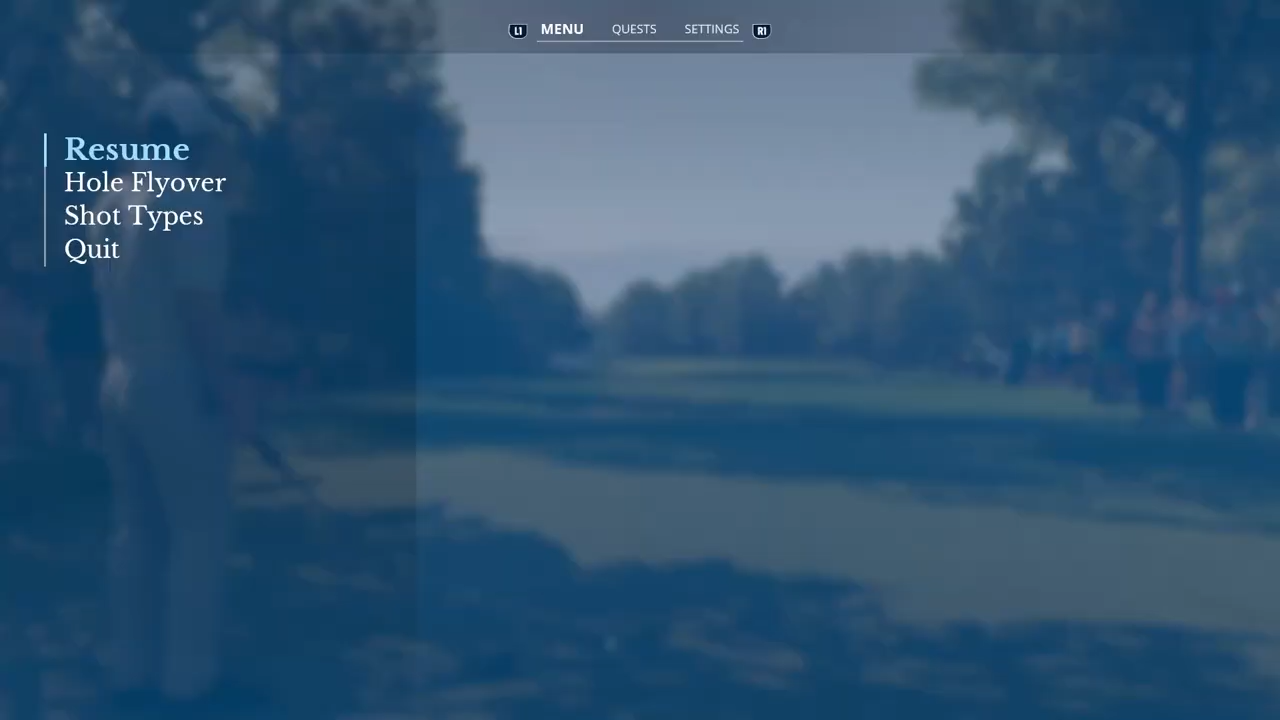 L1 MENU QUESTS SETTINGS R1
Resume
Hole Flyover
Shot Types
Quit